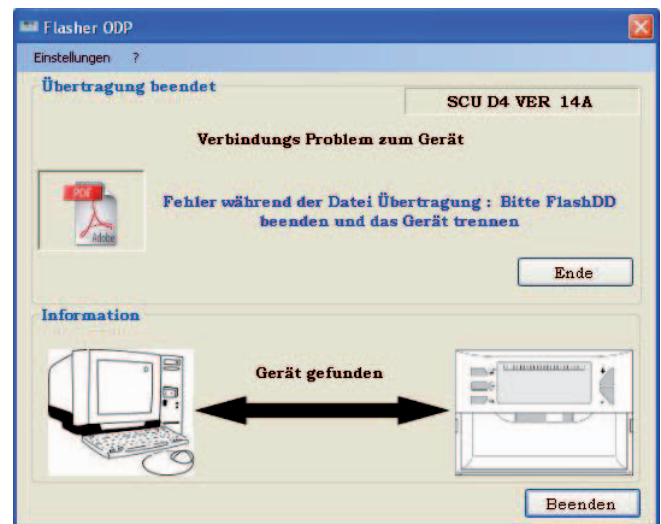 Flasher ODP
Einstellungen ?
Übertragung beendet
SCU D4 VER 14A
Verbindungs Problem zum Gerät
PDF
Adobe
Fehler während der Datei Übertragung : Bitte FlashDD
beenden und das Gerät trennen
Ende
Information
Gerät gefunden
Beenden